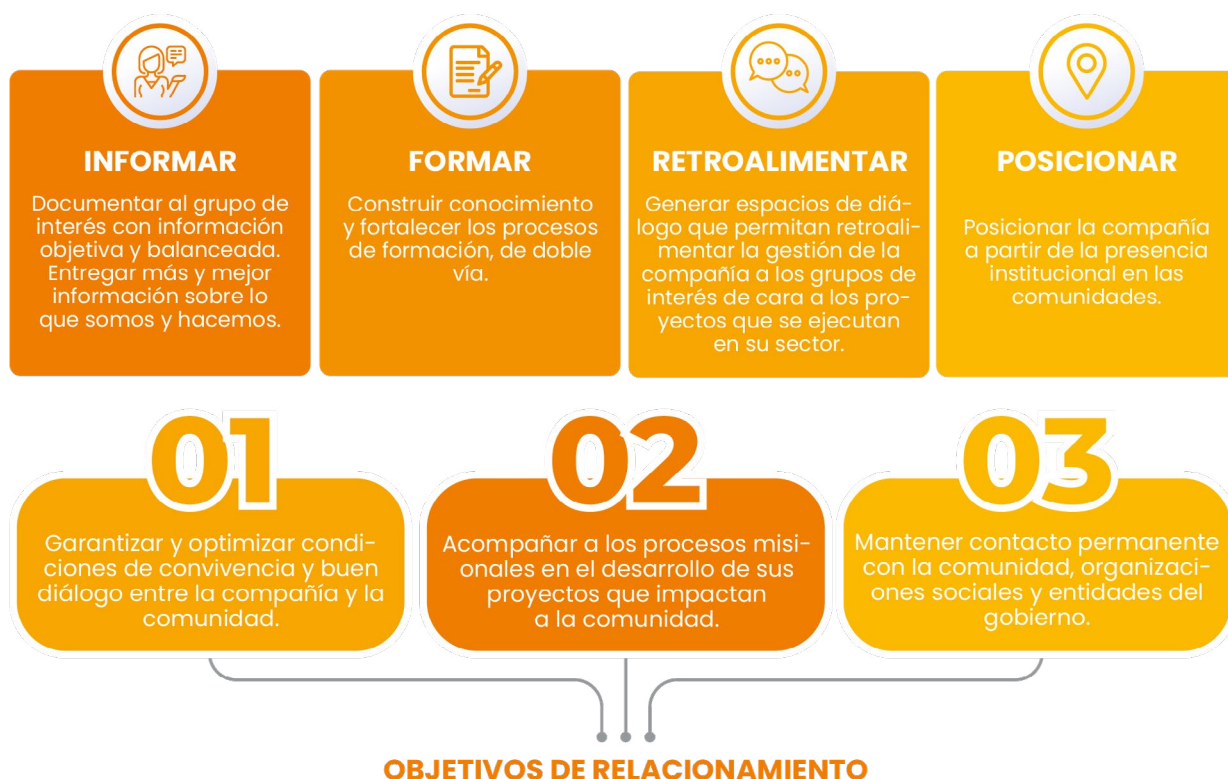 INFORMAR
Documentar al grupo de
interés con información
objetiva y balanceada.
Entregar más y mejor
información sobre lo
que somos y hacemos.
FORMAR
Construir conocimiento
y fortalecer los procesos
de formación, de doble
vía.
RETROALIMENTAR
Generar espacios de diá-
logo que permitan retroali-
mentar la gestión de la
compañía a los grupos de
interés de cara a los pro-
yectos que se ejecutan
en su sector.
POSICIONAR
Posicionar la compañía
a partir de la presencia
institucional en las
comunidades.
01
Garantizar y optimizar condi-
ciones de convivencia y buen
diálogo entre la compañía y la
comunidad.
02
Acompañar a los procesos misi-
onales en el desarrollo de sus
proyectos que impactan
a la comunidad.
03
Mantener contacto permanente
con la comunidad, organizaci-
ones sociales y entidades del
gobierno.
OBJETIVOS DE RELACIONAMIENTO